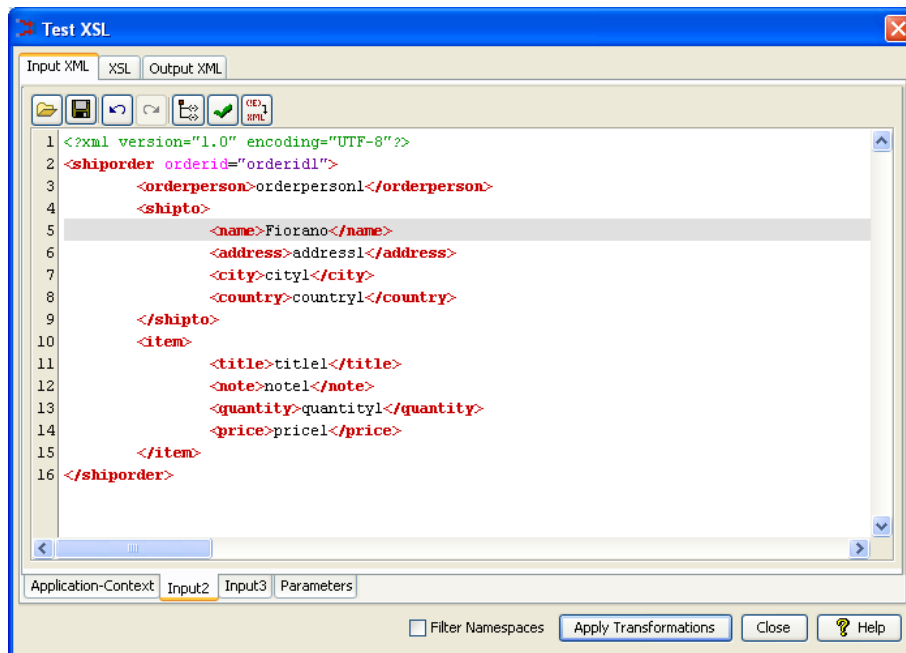 Test XSL
Input XML XSL Output XML
(!E) XML
1 <?xml version="1.0" encoding="UTF-8"?>
2 <shiporder orderid="orderid1">
3 <orderperson>orderperson1</orderperson>
4 <shipto>
5 <name>Fiorano</name>
6 <address>address1</address>
7 <city>city1</city>
8 <country>country1</country>
9 </shipto>
10 <item>
11 <title>title1</title>
12 <note>note1</note>
13 <quantity>quantity1</quantity>
14 <price>price1</price>
15 </item>
16 </shiporder>
Application-Context Input2 Input3 Parameters
Filter Namespaces Apply Transformations Close ? Help